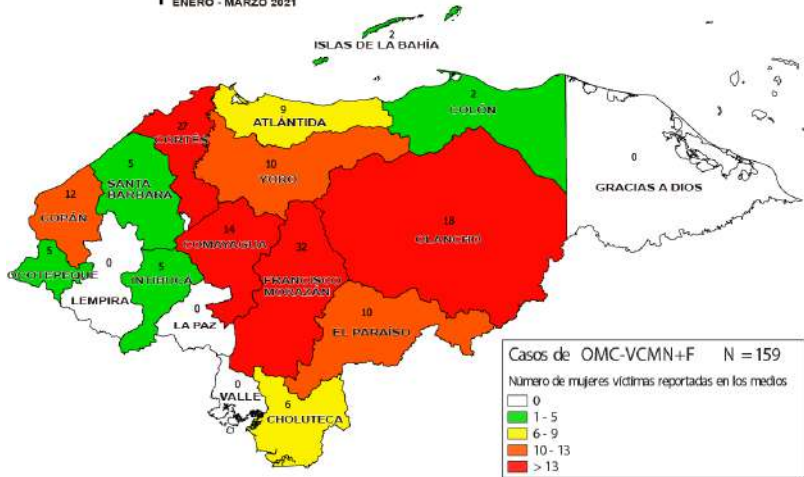 ENERO - MARZO 2021
2
ISLAS DE LA BAHÍA
9
ATLÁNTIDA
2
COLÓN
27
CORTÉS
0
GRACIAS A DIOS
5
SANTA
BÁRBARA
10
YORO
12
COPÁN
18
OLANCHO
14
COMAYAGUA
32
FRANCISCO
MORAZÁN
5
OCOTEPEQUE
0
LEMPIRA
5
INTIBUCÁ
0
LA PAZ
10
EL PARAÍSO
0
VALLE
6
CHOLUTECA
Casos de OMC-VCMN+F N = 159
Número de mujeres víctimas reportadas en los medios
0
1 - 5
6 - 9
10 - 13
> 13